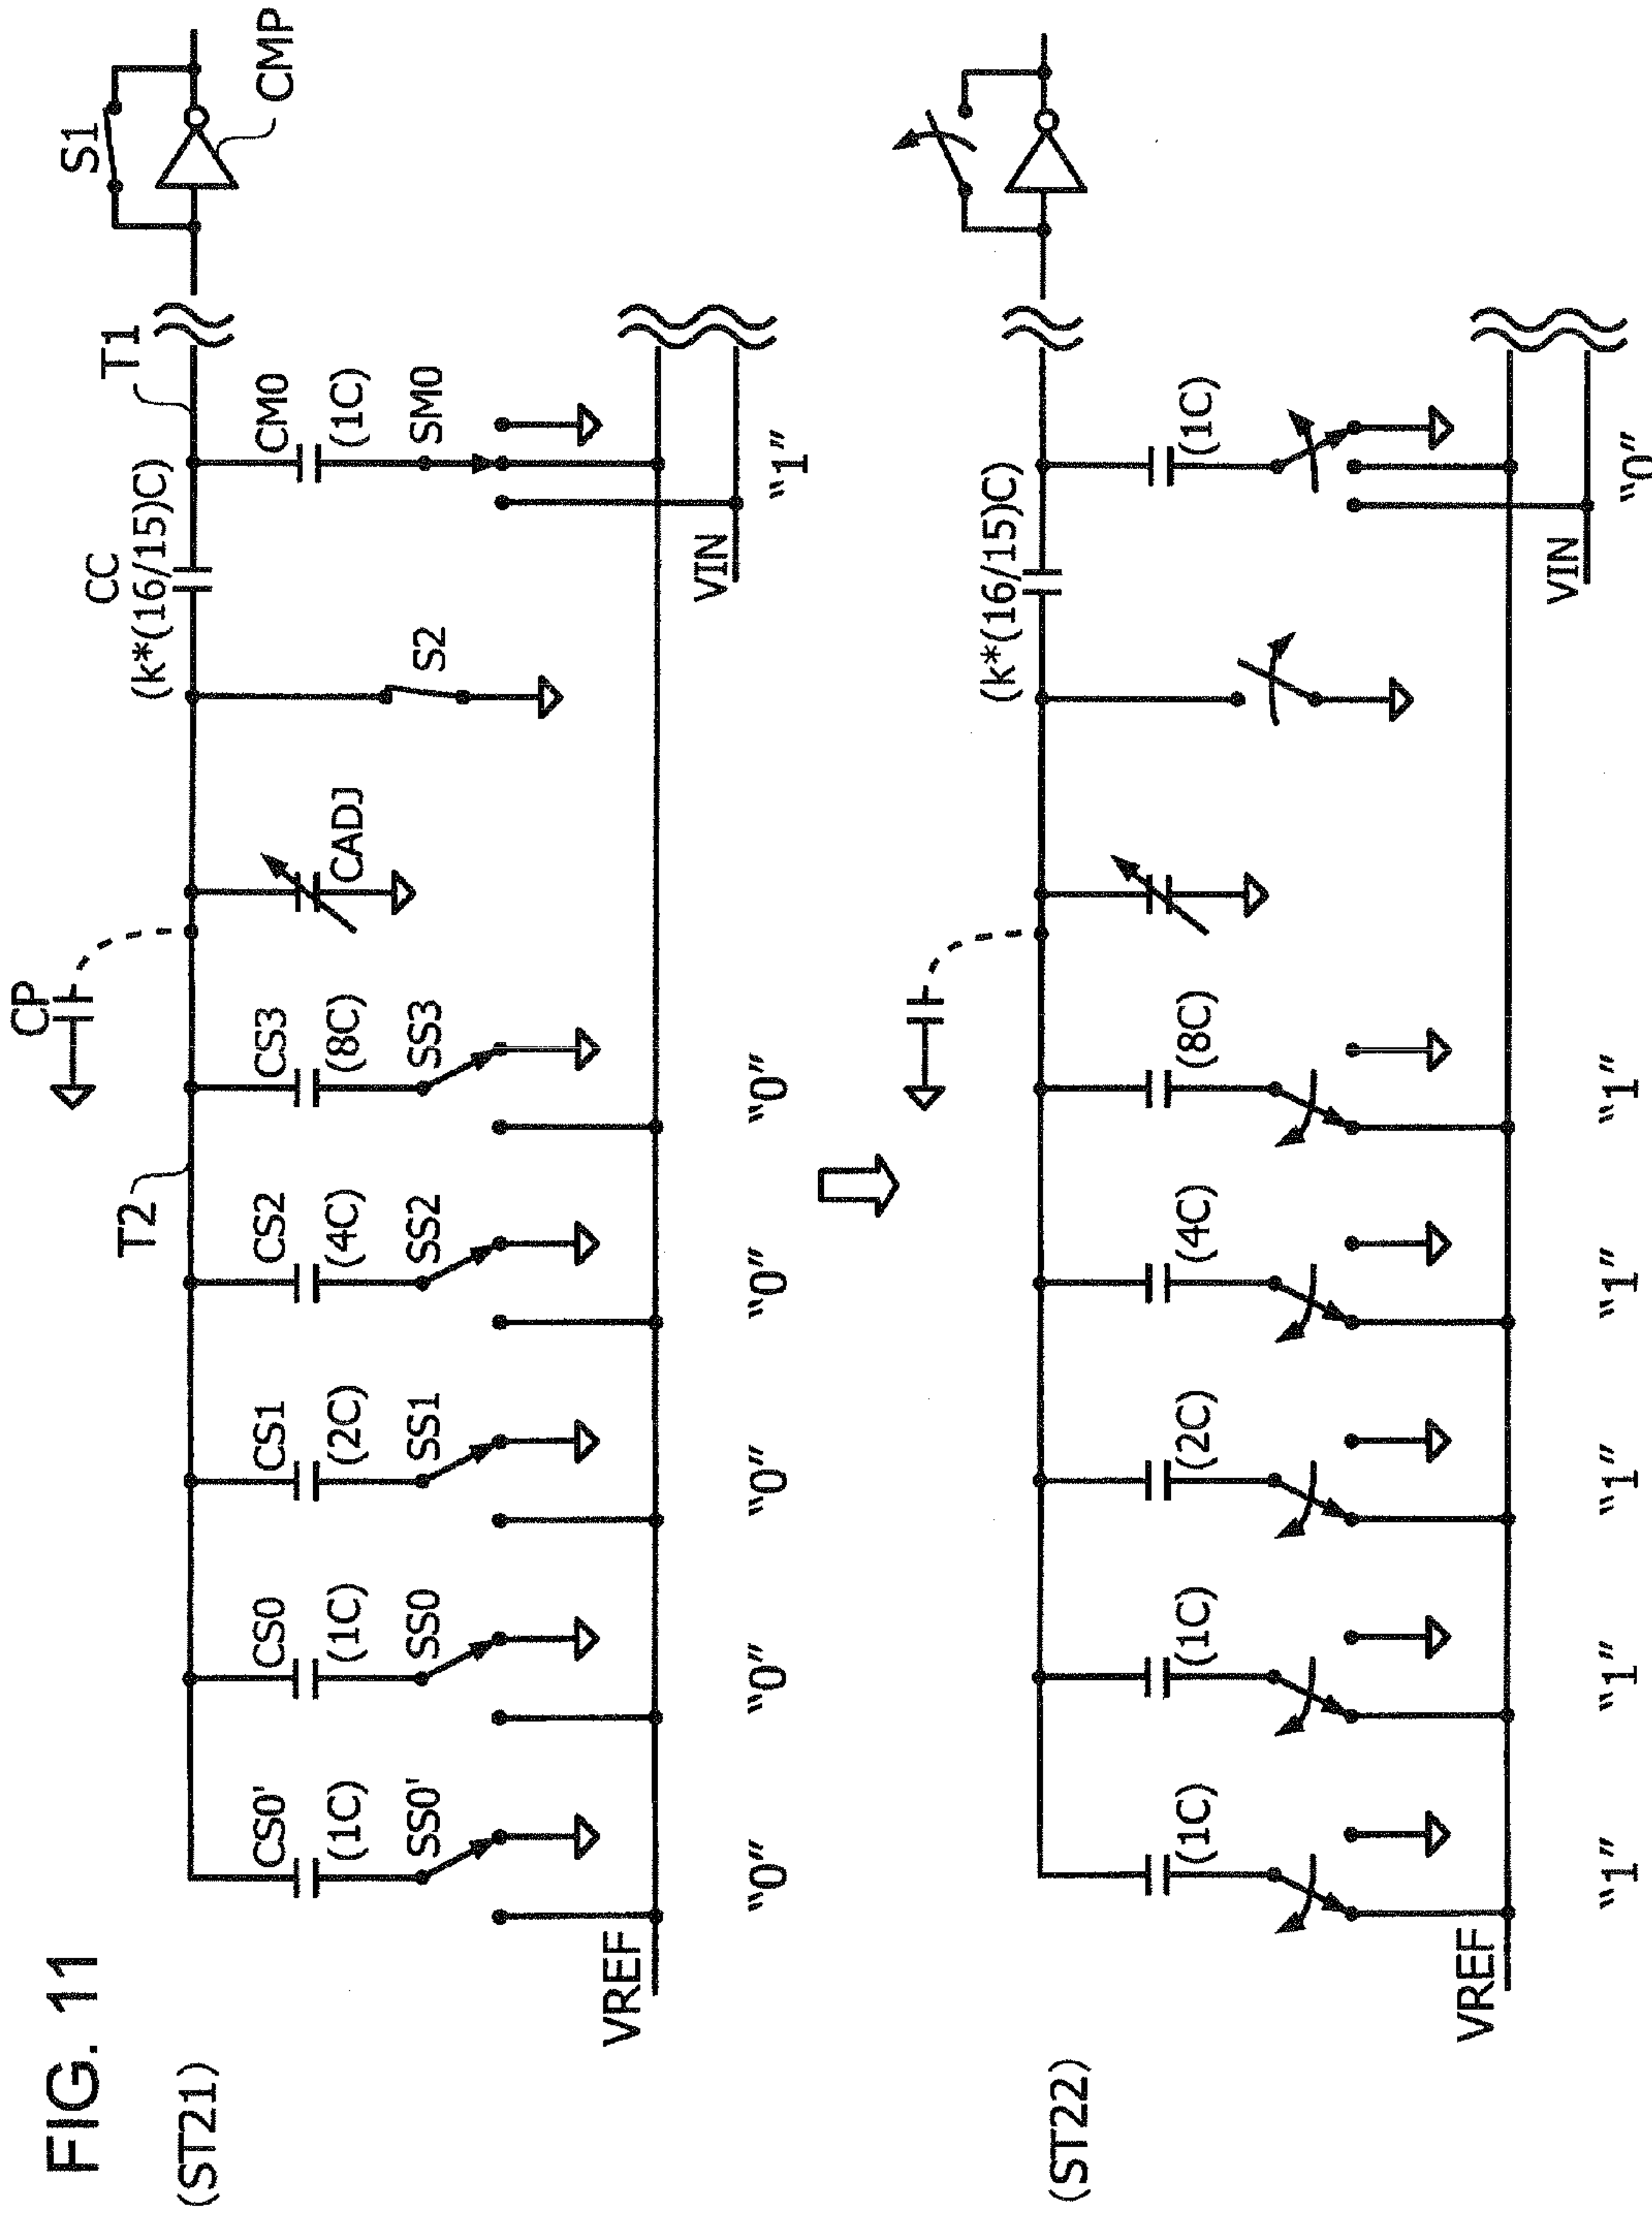 FIG. 11
(ST21)
CP
T2
CC
(k*(16/15)C)
T1
S1
CMP
CS0' CS0 CS1 CS2 CS3 CADJ S2 CM0
(1C) (1C) (2C) (4C) (8C) (1C)
SS0' SS0 SS1 SS2 SS3 SM0
VREF
VIN
"0" "0" "0" "0" "0" "1"
(ST22)
(k*(16/15)C)
(1C) (1C) (2C) (4C) (8C) (1C)
VREF
VIN
"1" "1" "1" "1" "1" "0"